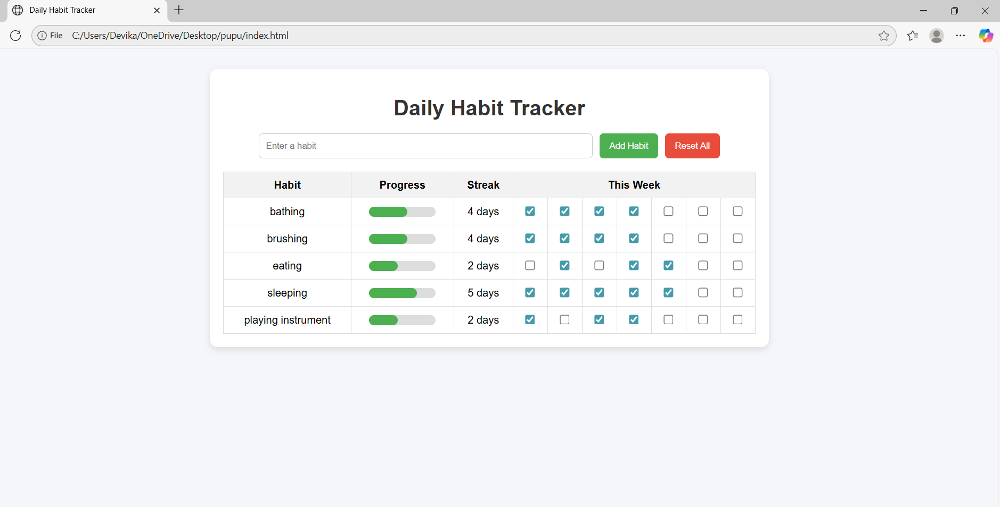 Daily Habit Tracker
File C:/Users/Devika/OneDrive/Desktop/pupu/index.html
Daily Habit Tracker
Enter a habit Add Habit Reset All
Habit Progress Streak This Week
bathing 4 days
brushing 4 days
eating 2 days
sleeping 5 days
playing instrument 2 days